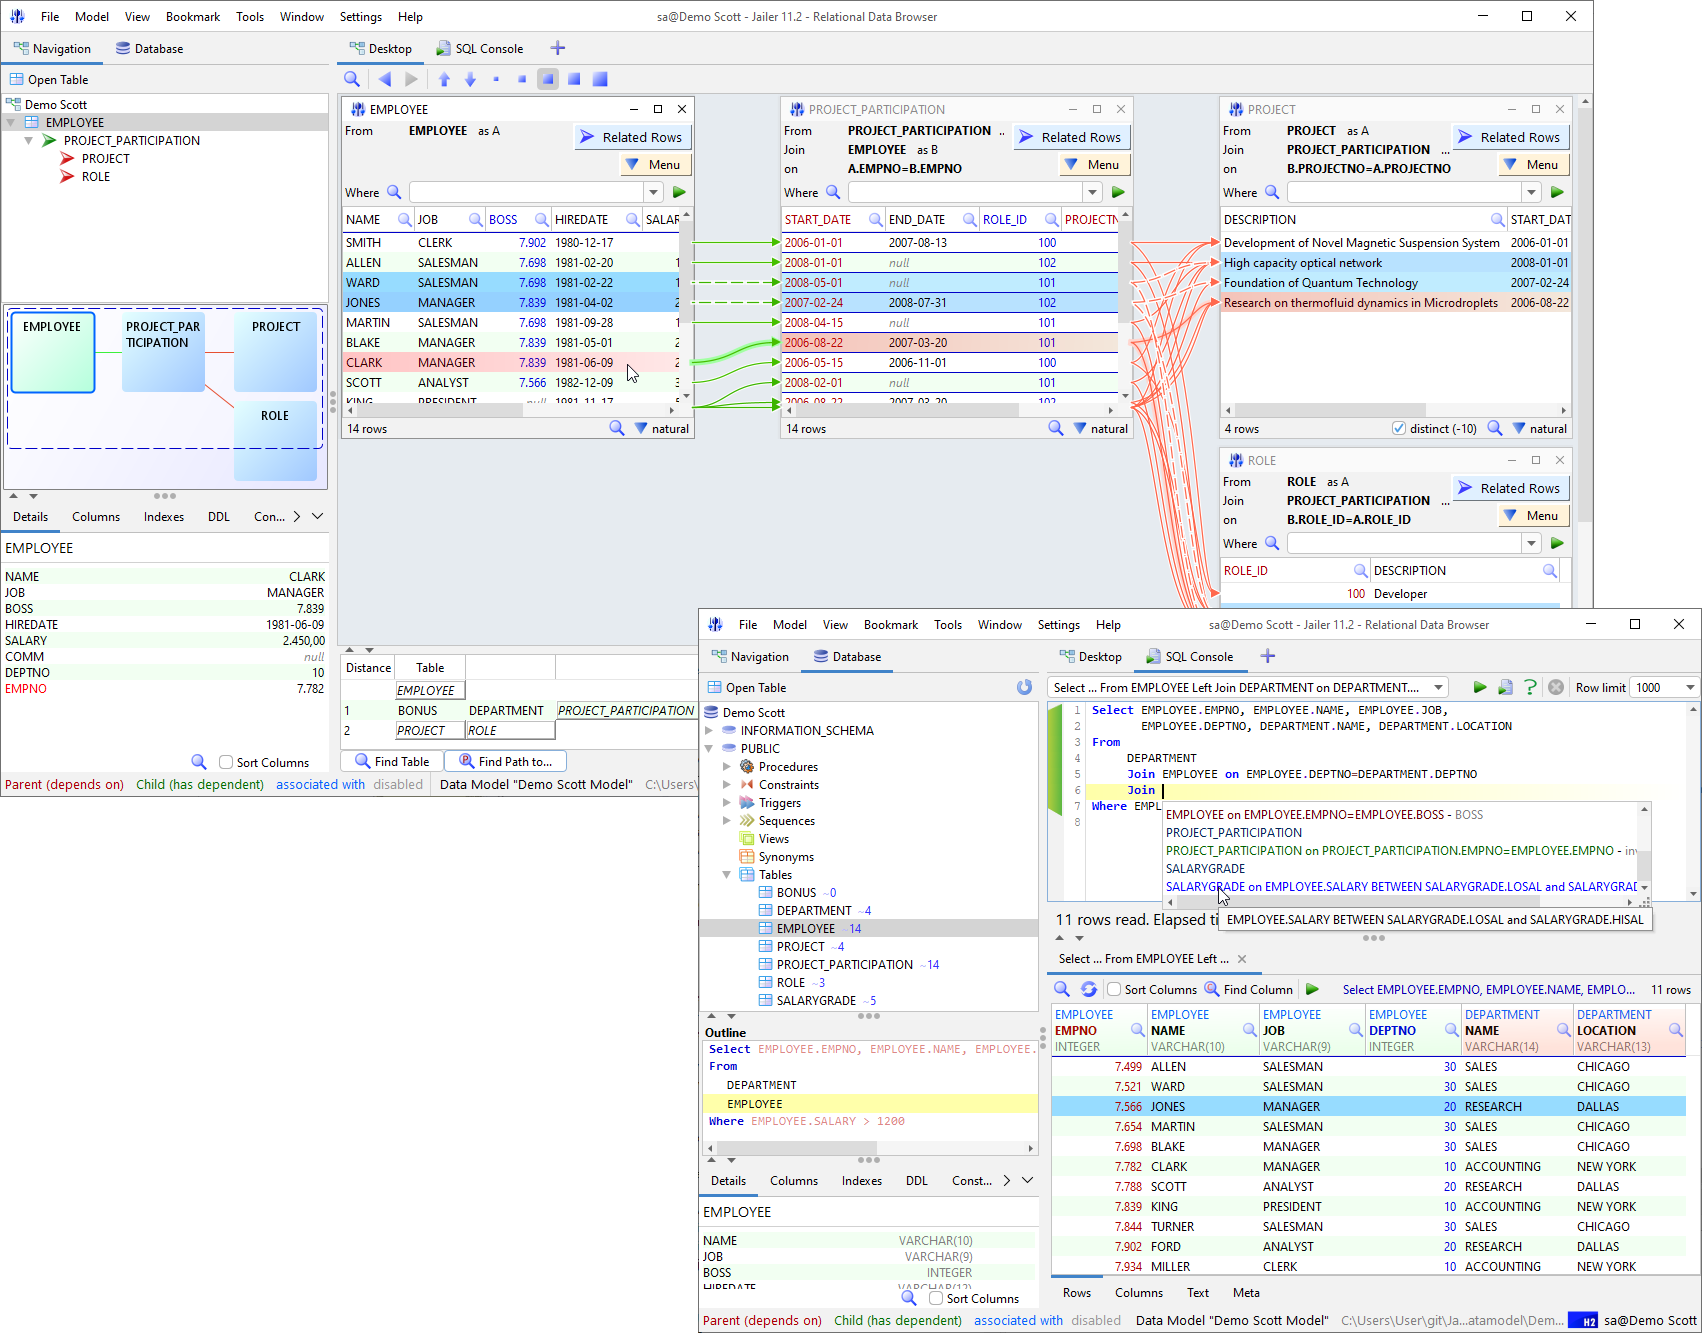 File Model View Bookmark Tools Window Settings Help
sa@Demo Scott - Jailer 11.2 - Relational Data Browser
Navigation Database
Desktop SQL Console
Open Table
Demo Scott
EMPLOYEE
PROJECT_PARTICIPATION
PROJECT
ROLE
EMPLOYEE
PROJECT_PAR
TICIPATION
PROJECT
ROLE
Details Columns Indexes DDL Con...
EMPLOYEE
NAME CLARK
JOB MANAGER
BOSS 7.839
HIREDATE 1981-06-09
SALARY 2.450,00
COMM null
DEPTNO 10
EMPNO 7.782
Sort Columns
EMPLOYEE
From EMPLOYEE as A
Related Rows
Menu
Where
NAME JOB BOSS HIREDATE SALAR
SMITH CLERK 7.902 1980-12-17
ALLEN SALESMAN 7.698 1981-02-20 1
WARD SALESMAN 7.698 1981-02-22 1
JONES MANAGER 7.839 1981-04-02 2
MARTIN SALESMAN 7.698 1981-09-28 1
BLAKE MANAGER 7.839 1981-05-01 2
CLARK MANAGER 7.839 1981-06-09 2
SCOTT ANALYST 7.566 1982-12-09 3
KING PRESIDENT null 1981-11-17
14 rows natural
PROJECT_PARTICIPATION
From PROJECT_PARTICIPATION ..
Join EMPLOYEE as B
on A.EMPNO=B.EMPNO
Related Rows
Menu
Where
START_DATE END_DATE ROLE_ID PROJECTN
2006-01-01 2007-08-13 100
2008-01-01 null 102
2008-05-01 null 101
2007-02-24 2008-07-31 102
2008-04-15 null 101
2006-08-22 2007-03-20 101
2006-05-15 2006-11-01 100
2008-02-01 null 101
2006-08-22 2007-03-20 102
14 rows natural
PROJECT
From PROJECT as A
Join PROJECT_PARTICIPATION ...
on B.PROJECTNO=A.PROJECTNO
Related Rows
Menu
Where
DESCRIPTION START_DAT
Development of Novel Magnetic Suspension System 2006-01-01
High capacity optical network 2008-01-01
Foundation of Quantum Technology 2007-02-24
Research on thermofluid dynamics in Microdroplets 2006-08-22
4 rows distinct (-10) natural
ROLE
From ROLE as A
Join PROJECT_PARTICIPATION ...
on B.ROLE_ID=A.ROLE_ID
Related Rows
Menu
Where
ROLE_ID DESCRIPTION
100 Developer
Distance Table
EMPLOYEE
1 BONUS DEPARTMENT PROJECT_PARTICIPATION
2 PROJECT ROLE
Find Table Find Path to...
Parent (depends on) Child (has dependent) associated with disabled Data Model "Demo Scott Model" C:\Users\
File Model View Bookmark Tools Window Settings Help
sa@Demo Scott - Jailer 11.2 - Relational Data Browser
Navigation Database
Desktop SQL Console
Open Table
Demo Scott
INFORMATION_SCHEMA
PUBLIC
Procedures
Constraints
Triggers
Sequences
Views
Synonyms
Tables
BONUS ~0
DEPARTMENT ~4
EMPLOYEE ~14
PROJECT ~4
PROJECT_PARTICIPATION ~14
ROLE ~3
SALARYGRADE ~5
Outline
Select EMPLOYEE.EMPNO, EMPLOYEE.NAME, EMPLOYEE.
From
DEPARTMENT
EMPLOYEE
Where EMPLOYEE.SALARY > 1200
Details Columns Indexes DDL Const...
EMPLOYEE
NAME VARCHAR(10)
JOB VARCHAR(9)
BOSS INTEGER
HIREDATE VARCHAR(12)
Sort Columns
Select ... From EMPLOYEE Left Join DEPARTMENT on DEPARTMENT.... Row limit 1000
1 Select EMPLOYEE.EMPNO, EMPLOYEE.NAME, EMPLOYEE.JOB,
2 EMPLOYEE.DEPTNO, DEPARTMENT.NAME, DEPARTMENT.LOCATION
3 From
4 DEPARTMENT
5 Join EMPLOYEE on EMPLOYEE.DEPTNO=DEPARTMENT.DEPTNO
6 Join
7 Where EMPL
8
EMPLOYEE on EMPLOYEE.EMPNO=EMPLOYEE.BOSS - BOSS
PROJECT_PARTICIPATION
PROJECT_PARTICIPATION on PROJECT_PARTICIPATION.EMPNO=EMPLOYEE.EMPNO - inv
SALARYGRADE
SALARYGRADE on EMPLOYEE.SALARY BETWEEN SALARYGRADE.LOSAL and SALARYGRAD
11 rows read. Elapsed ti
EMPLOYEE.SALARY BETWEEN SALARYGRADE.LOSAL and SALARYGRADE.HISAL
Select ... From EMPLOYEE Left ...
Sort Columns Find Column Select EMPLOYEE.EMPNO, EMPLOYEE.NAME, EMPLO... 11 rows
EMPLOYEE EMPLOYEE EMPLOYEE EMPLOYEE DEPARTMENT DEPARTMENT
EMPNO NAME JOB DEPTNO NAME LOCATION
INTEGER VARCHAR(10) VARCHAR(9) INTEGER VARCHAR(14) VARCHAR(13)
7.499 ALLEN SALESMAN 30 SALES CHICAGO
7.521 WARD SALESMAN 30 SALES CHICAGO
7.566 JONES MANAGER 20 RESEARCH DALLAS
7.654 MARTIN SALESMAN 30 SALES CHICAGO
7.698 BLAKE MANAGER 30 SALES CHICAGO
7.782 CLARK MANAGER 10 ACCOUNTING NEW YORK
7.788 SCOTT ANALYST 20 RESEARCH DALLAS
7.839 KING PRESIDENT 10 ACCOUNTING NEW YORK
7.844 TURNER SALESMAN 30 SALES CHICAGO
7.902 FORD ANALYST 20 RESEARCH DALLAS
7.934 MILLER CLERK 10 ACCOUNTING NEW YORK
Rows Columns Text Meta
Parent (depends on) Child (has dependent) associated with disabled Data Model "Demo Scott Model" C:\Users\User\git\Ja...atamodel\Dem... H2 sa@Demo Scott